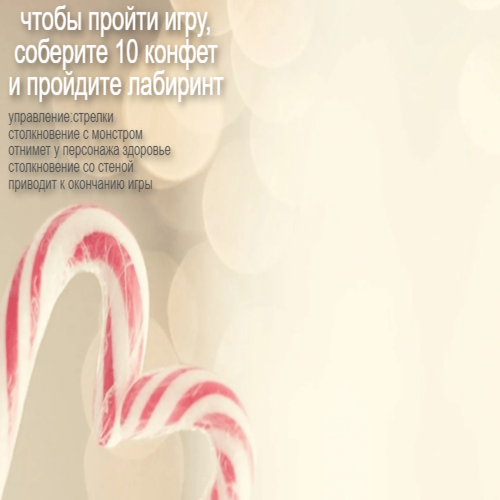 чтобы пройти игру,
соберите 10 конфет
и пройдите лабиринт
управление:стрелки
столкновение с монстром
отнимет у персонажа здоровье
столкновение со стеной
приводит к окончанию игры